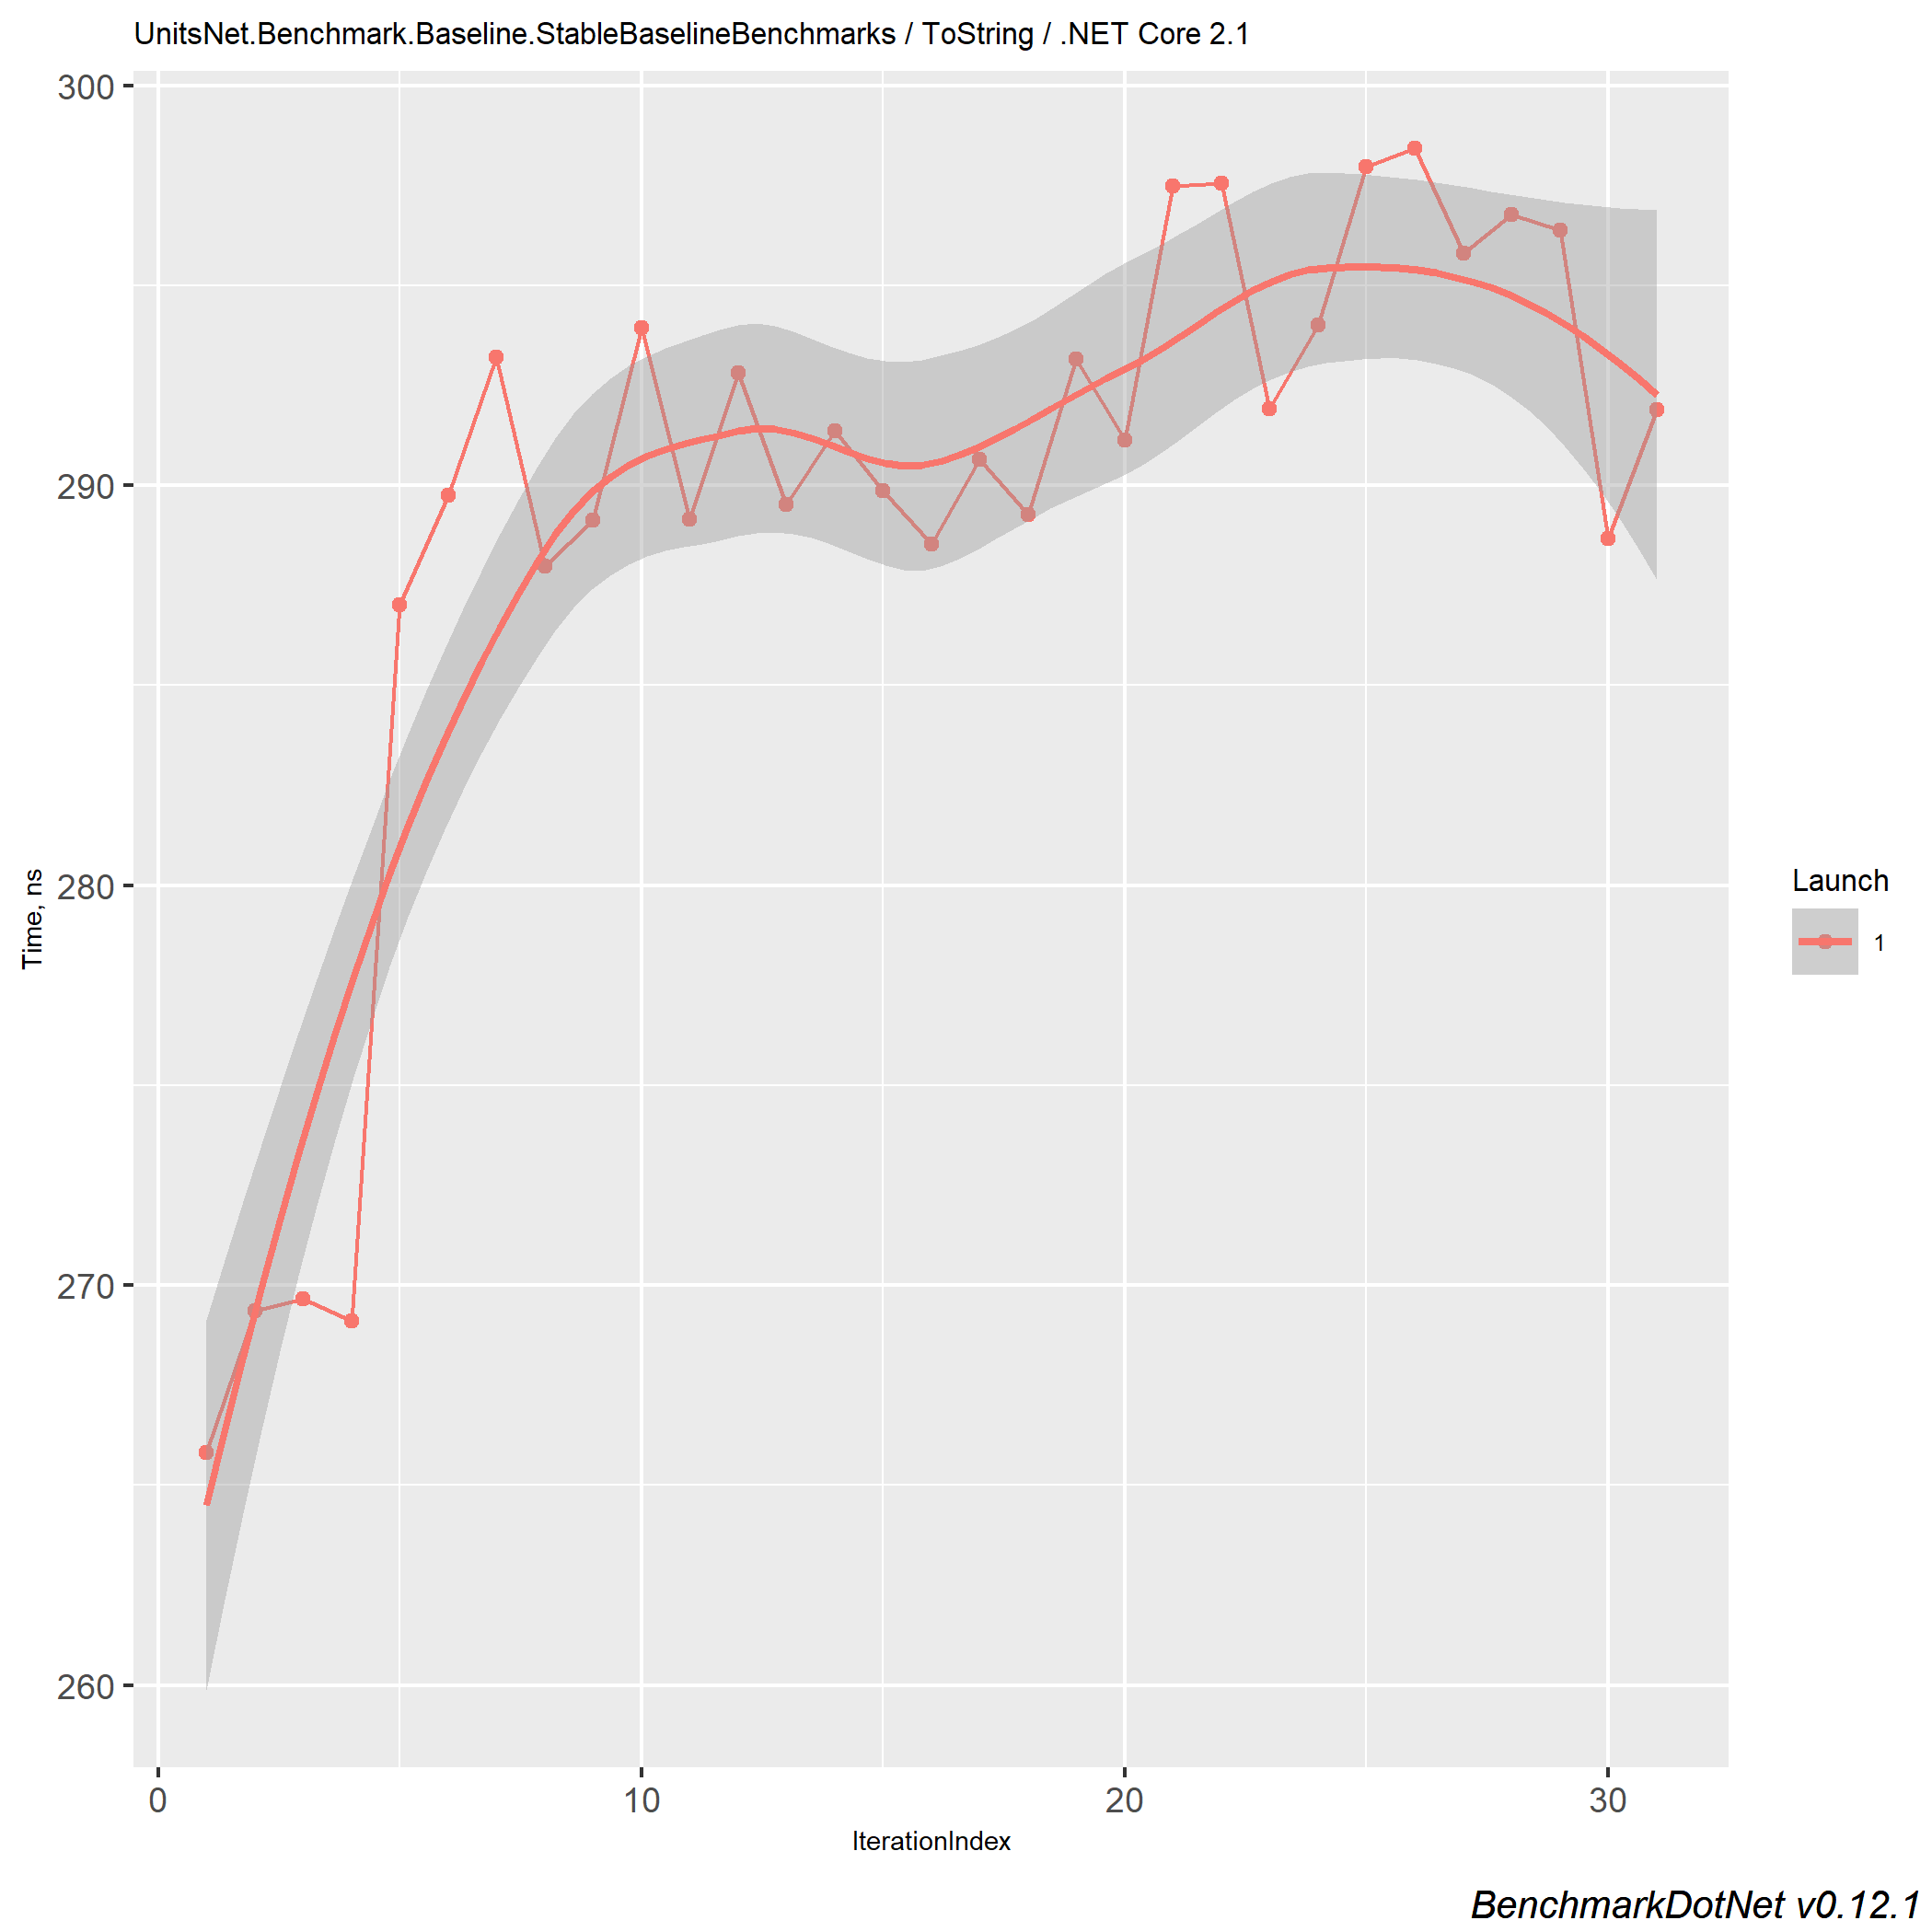 UnitsNet.Benchmark.Baseline.StableBaselineBenchmarks / ToString / .NET Core 2.1
300
290
280
270
260
Time, ns
0 10 20 30
IterationIndex
Launch
1
BenchmarkDotNet v0.12.1